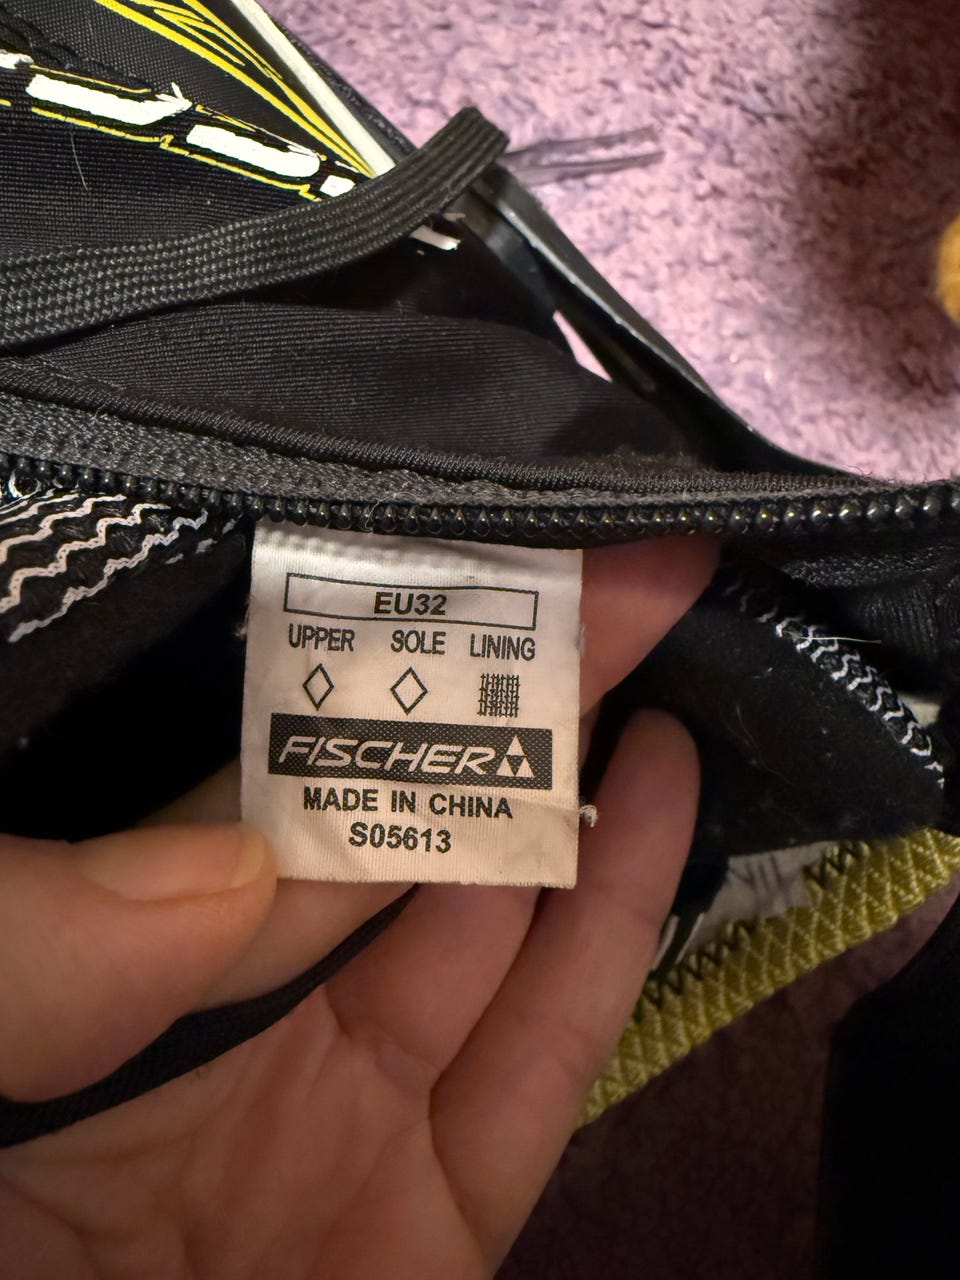 EU32
UPPER SOLE LINING
FISCHER
MADE IN CHINA
S05613